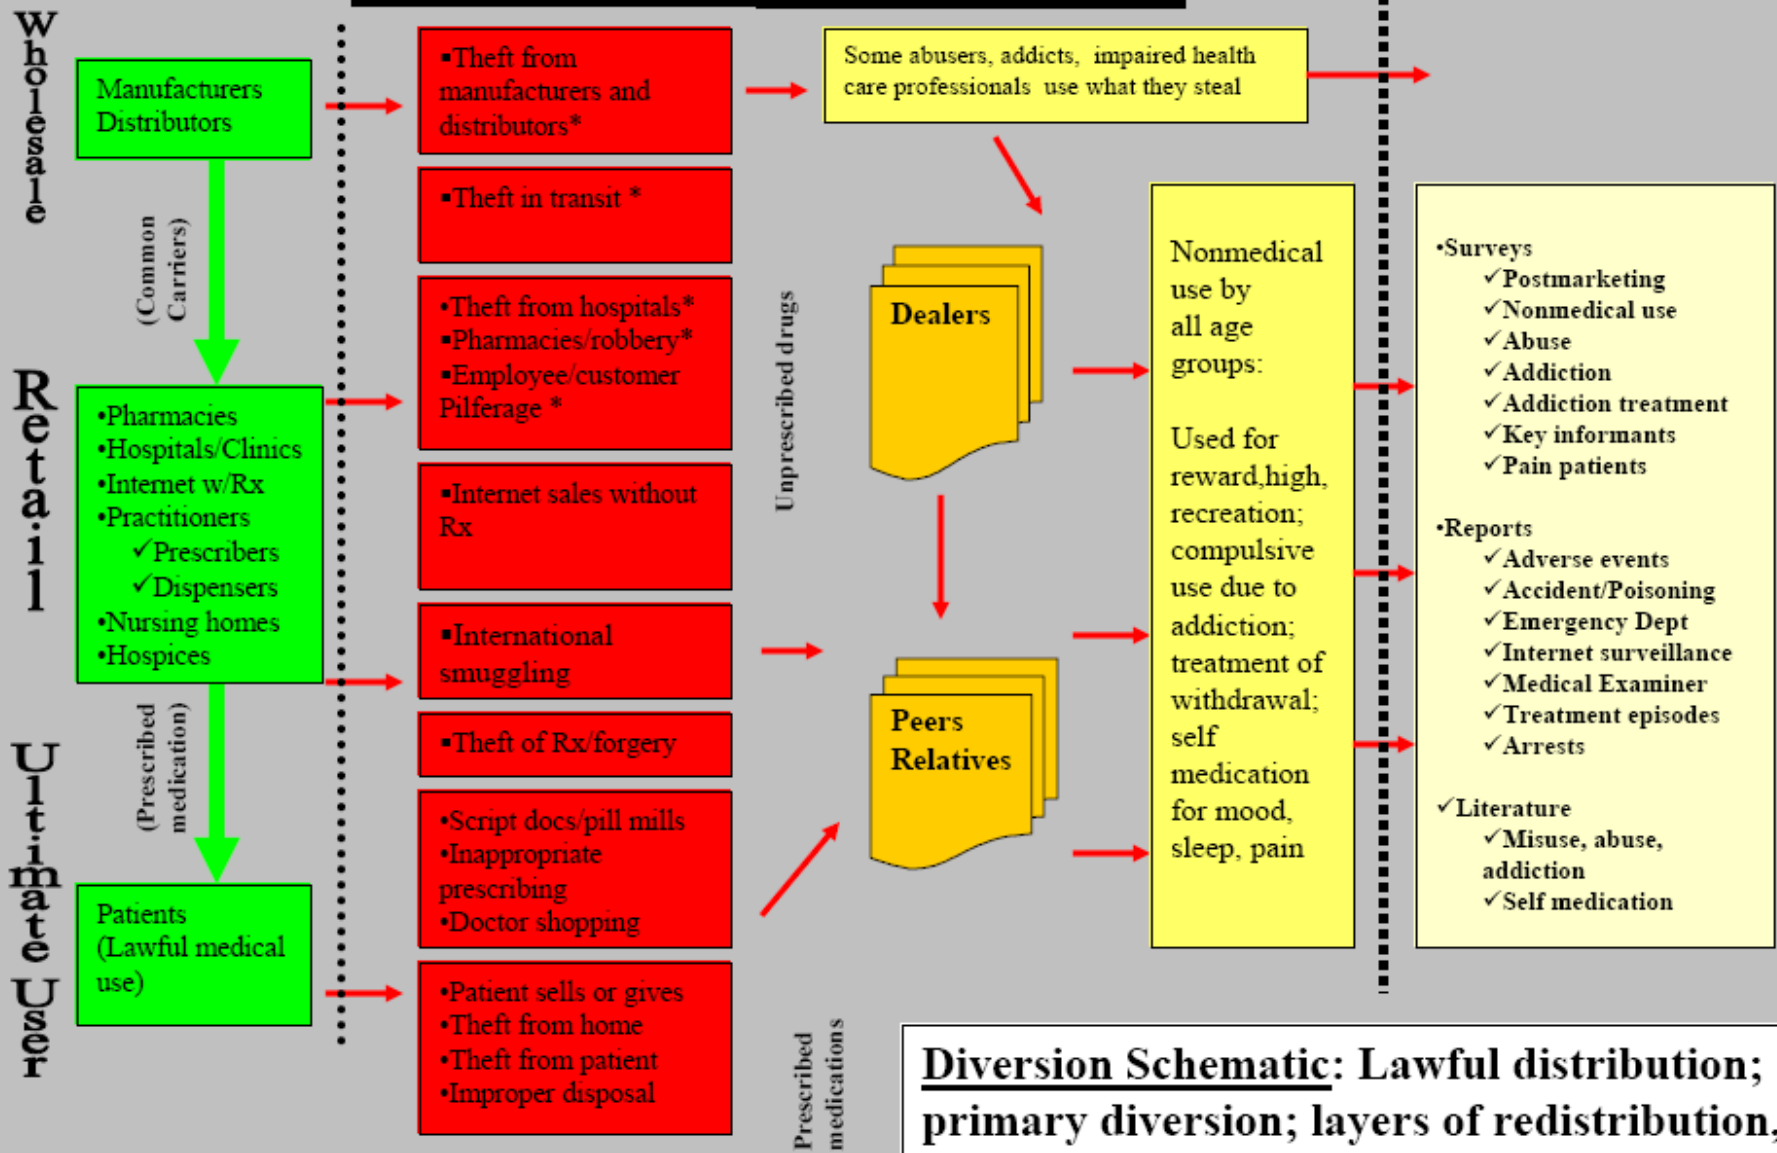 Wholesale
Manufacturers
Distributors
(Common
Carriers)
Retail
•Pharmacies
•Hospitals/Clinics
•Internet w/Rx
•Practitioners
✓Prescribers
✓Dispensers
•Nursing homes
•Hospices
(Prescribed
medication)
Ultimate User
Patients
(Lawful medical
use)
▪Theft from
manufacturers and
distributors*
▪Theft in transit *
•Theft from hospitals*
▪Pharmacies/robbery*
▪Employee/customer
Pilferage *
▪Internet sales without
Rx
▪International
smuggling
▪Theft of Rx/forgery
•Script docs/pill mills
•Inappropriate
prescribing
•Doctor shopping
•Patient sells or gives
•Theft from home
•Theft from patient
•Improper disposal
Some abusers, addicts, impaired health
care professionals use what they steal
Unprescribed drugs
Dealers
Peers
Relatives
Prescribed
medications
Nonmedical
use by
all age
groups:
Used for
reward,high,
recreation;
compulsive
use due to
addiction;
treatment of
withdrawal;
self
medication
for mood,
sleep, pain
•Surveys
✓Postmarketing
✓Nonmedical use
✓Abuse
✓Addiction
✓Addiction treatment
✓Key informants
✓Pain patients
•Reports
✓Adverse events
✓Accident/Poisoning
✓Emergency Dept
✓Internet surveillance
✓Medical Examiner
✓Treatment episodes
✓Arrests
✓Literature
✓Misuse, abuse,
addiction
✓Self medication
Diversion Schematic: Lawful distribution;
primary diversion; layers of redistribution,